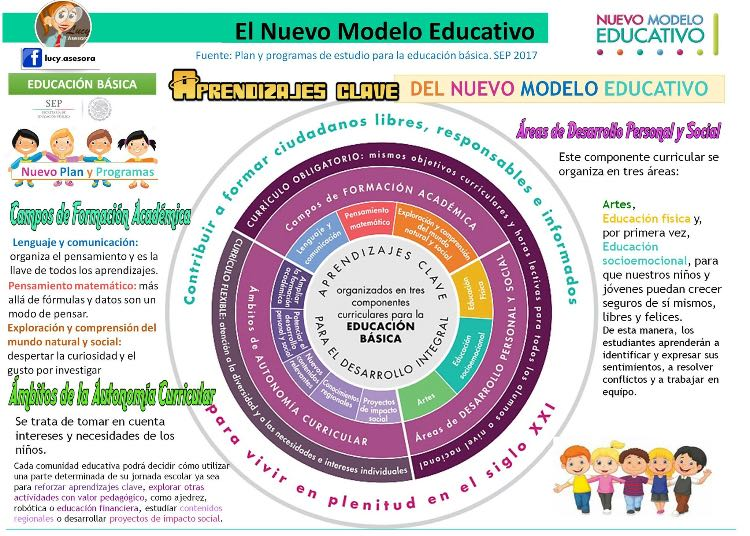 Lucy
Asesora
El Nuevo Modelo Educativo
NUEVO MODELO
EDUCATIVO
f lucy.asesora
Fuente: Plan y programas de estudio para la educación básica. SEP 2017
EDUCACIÓN BÁSICA
SEP
APRENDIZAJES CLAVE DEL NUEVO MODELO EDUCATIVO
Nuevo Plan y Programas
Campos de Formación Académica
Lenguaje y comunicación:
organiza el pensamiento y es la
llave de todos los aprendizajes.
Pensamiento matemático: más
allá de fórmulas y datos son un
modo de pensar.
Exploración y comprensión del
mundo natural y social:
despertar la curiosidad y el
gusto por investigar
Ámbitos de la Autonomía Curricular
Se trata de tomar en cuenta
intereses y necesidades de los
niños.
Cada comunidad educativa podrá decidir cómo utilizar
una parte determinada de su jornada escolar ya sea
para reforzar aprendizajes clave, explorar otras
actividades con valor pedagógico, como ajedrez,
robótica o educación financiera, estudiar contenidos
regionales o desarrollar proyectos de impacto social.
Contribuir a formar ciudadanos libres, responsables e informados
para vivir en plenitud en el siglo XXI
CURRÍCULO OBLIGATORIO: mismos objetivos curriculares y horas lectivas para todos los alumnos a nivel nacional
CURRÍCULO FLEXIBLE: atención a la diversidad y a las necesidades e intereses individuales
Campos de FORMACIÓN ACADÉMICA
Lenguaje y
comunicación
Pensamiento
matemático
Exploración y comprensión
del mundo
natural y social
Áreas de DESARROLLO PERSONAL Y SOCIAL
Educación
Física
Educación
socioemocional
Artes
Ámbitos de AUTONOMÍA CURRICULAR
Ampliar
la formación
académica
Potenciar el
desarrollo
personal y social
Nuevos
contenidos
relevantes
Conocimientos
regionales
Proyectos
de impacto
social
APRENDIZAJES CLAVE
organizados en tres
componentes
curriculares para la
EDUCACIÓN
BÁSICA
PARA EL DESARROLLO INTEGRAL
Áreas de Desarrollo Personal y Social
Este componente curricular se
organiza en tres áreas:
Artes,
Educación física y,
por primera vez,
Educación
socioemocional, para
que nuestros niños y
jóvenes puedan crecer
seguros de sí mismos,
libres y felices.
De esta manera, los
estudiantes aprenderán a
identificar y expresar sus
sentimientos, a resolver
conflictos y a trabajar en
equipo.